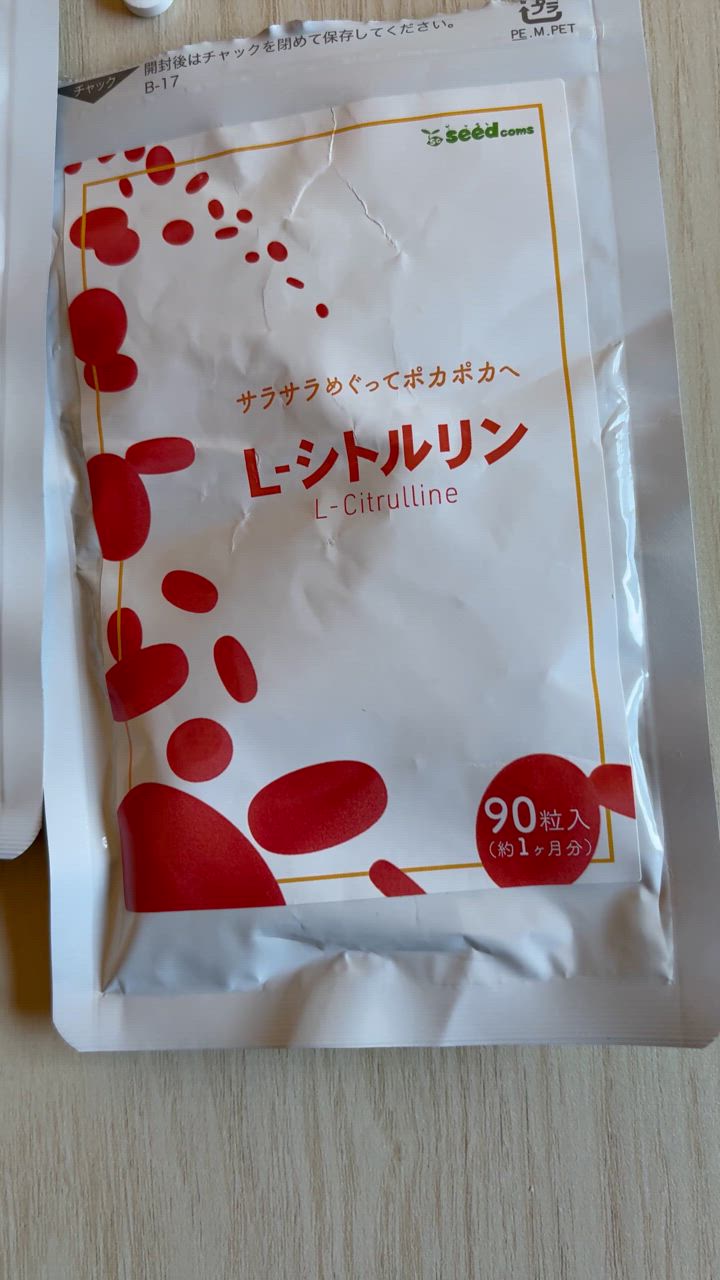 プラ
PE.M.PET
チャック
開封後はチャックを閉めて保存してください。
B-17
seedcoms
サラサラめぐってポカポカへ
L-シトルリン
L-Citrulline
90粒入
(約1ヶ月分)